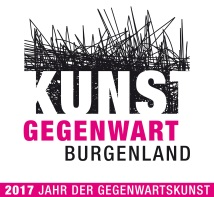 KUNST
GEGENWART
BURGENLAND
2017 JAHR DER GEGENWARTSKUNST